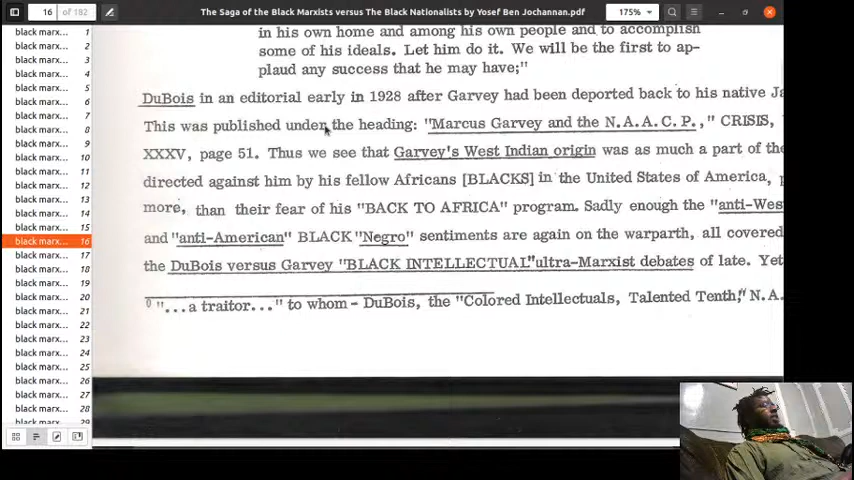 16 of 182
The Saga of the Black Marxists versus The Black Nationalists by Yosef Ben Jochannan.pdf
175%
black marx... 1
black marx... 2
black marx... 3
black marx... 4
black marx... 5
black marx... 6
black marx... 7
black marx... 8
black marx... 9
black marx... 10
black marx... 11
black marx... 12
black marx... 13
black marx... 14
black marx... 15
black marx... 16
black marx... 17
black marx... 18
black marx... 19
black marx... 20
black marx... 21
black marx... 22
black marx... 23
black marx... 24
black marx... 25
black marx... 26
black marx... 27
black marx... 28
black marx... 29
in his own home and among his own people and to accomplish
some of his ideals. Let him do it. We will be the first to ap-
plaud any success that he may have;"
DuBois in an editorial early in 1928 after Garvey had been deported back to his native Ja
This was published under the heading: "Marcus Garvey and the N.A.A.C.P.," CRISIS,
XXXV, page 51. Thus we see that Garvey's West Indian origin was as much a part of the
directed against him by his fellow Africans [BLACKS] in the United States of America, p
more, than their fear of his "BACK TO AFRICA" program. Sadly enough the "anti-Wes
and "anti-American" BLACK "Negro" sentiments are again on the warpath, all covered
the DuBois versus Garvey "BLACK INTELLECTUAL" ultra-Marxist debates of late. Yet
"...a traitor..." to whom - DuBois, the "Colored Intellectuals, Talented Tenth," N.A.